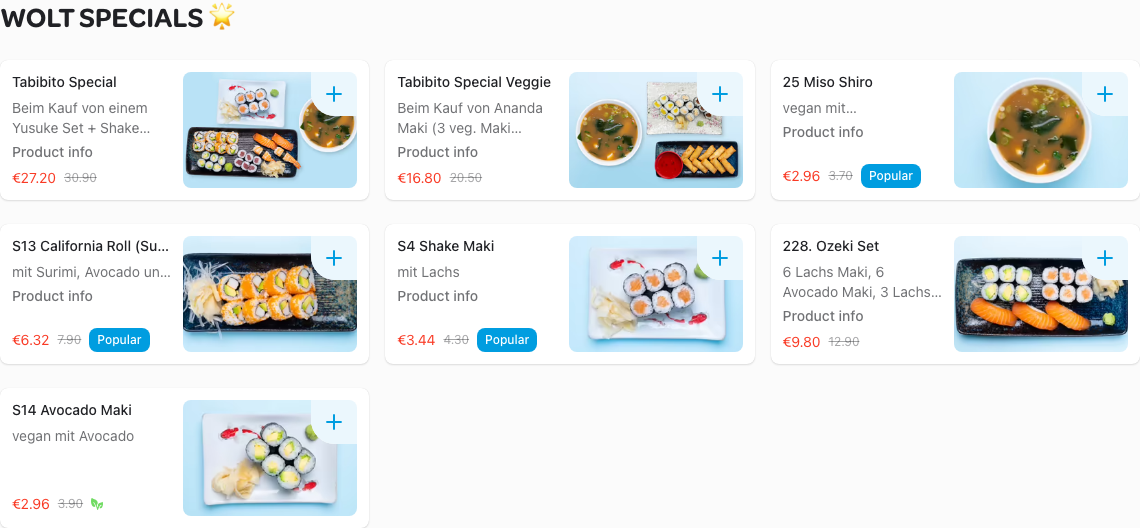 WOLT SPECIALS 🌟
Tabibito Special
Beim Kauf von einem
Yusuke Set + Shake...
Product info
€27.20 30.90
Tabibito Special Veggie
Beim Kauf von Ananda
Maki (3 veg. Maki...
Product info
€16.80 20.50
25 Miso Shiro
vegan mit...
Product info
€2.96 3.70 Popular
S13 California Roll (Su...
mit Surimi, Avocado un...
Product info
€6.32 7.90 Popular
S4 Shake Maki
mit Lachs
Product info
€3.44 4.30 Popular
228. Ozeki Set
6 Lachs Maki, 6
Avocado Maki, 3 Lachs...
Product info
€9.80 12.90
S14 Avocado Maki
vegan mit Avocado
€2.96 3.90